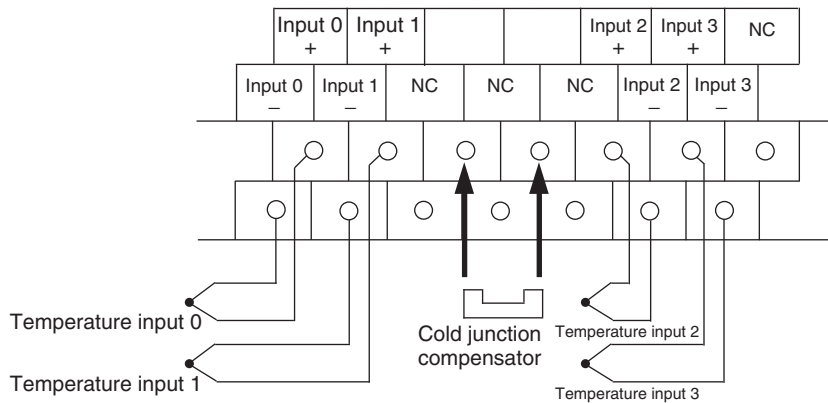 Input 0 Input 1 Input 2 Input 3 NC
+ + + +
Input 0 Input 1 NC NC NC Input 2 Input 3
– – – –
Temperature input 0
Temperature input 1
Cold junction
compensator
Temperature input 2
Temperature input 3